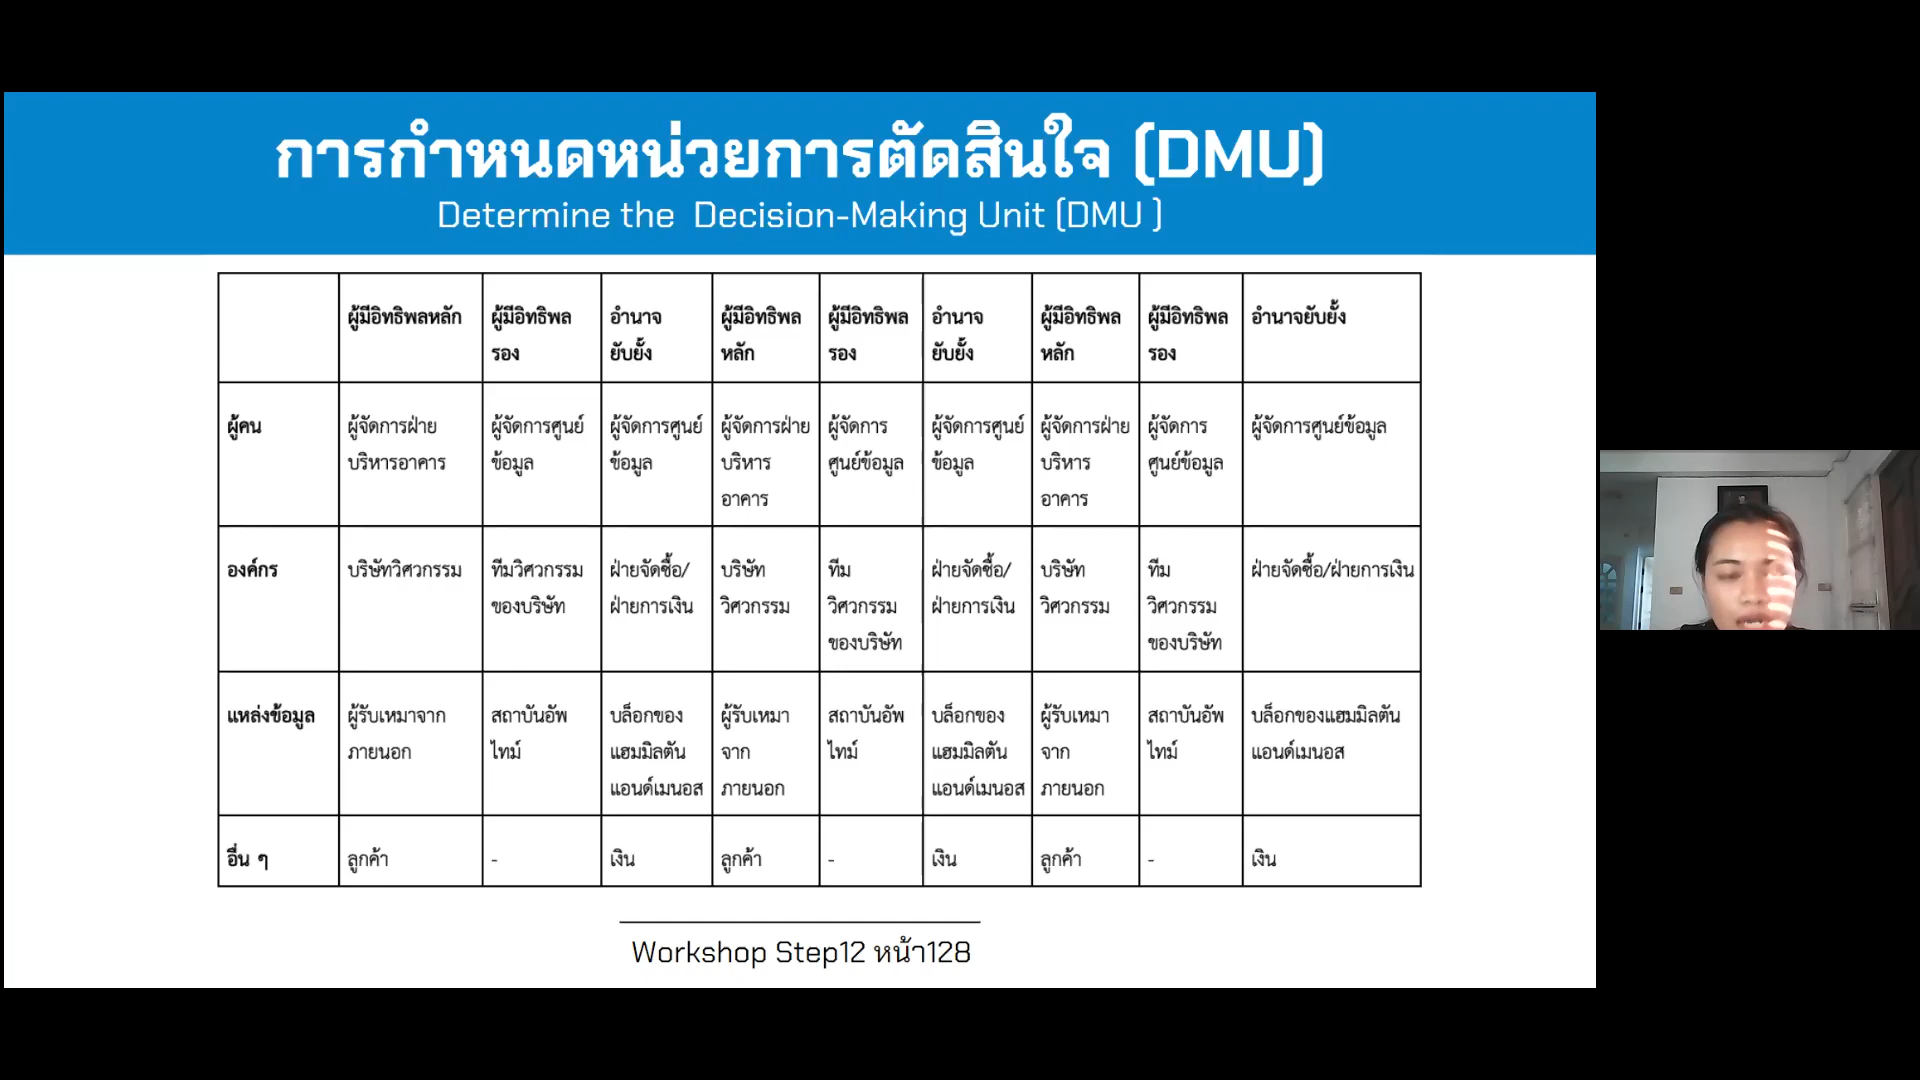 การกำหนดหน่วยการตัดสินใจ (DMU)
Determine the Decision-Making Unit (DMU )
ผู้มีอิทธิพลหลัก ผู้มีอิทธิพล อำนาจ ผู้มีอิทธิพล ผู้มีอิทธิพล อำนาจ ผู้มีอิทธิพล ผู้มีอิทธิพล อำนาจยับยั้ง
รอง ยับยั้ง หลัก รอง ยับยั้ง หลัก รอง
ผู้คน ผู้จัดการฝ่าย ผู้จัดการศูนย์ ผู้จัดการศูนย์ ผู้จัดการฝ่าย ผู้จัดการ ผู้จัดการศูนย์ ผู้จัดการฝ่าย ผู้จัดการ ผู้จัดการศูนย์ข้อมูล
บริหารอาคาร ข้อมูล ข้อมูล บริหาร ศูนย์ข้อมูล ข้อมูล บริหาร ศูนย์ข้อมูล
อาคาร อาคาร
องค์กร บริษัทวิศวกรรม ทีมวิศวกรรม ฝ่ายจัดซื้อ/ บริษัท ทีม ฝ่ายจัดซื้อ/ บริษัท ทีม ฝ่ายจัดซื้อ/ฝ่ายการเงิน
ของบริษัท ฝ่ายการเงิน วิศวกรรม วิศวกรรม ฝ่ายการเงิน วิศวกรรม วิศวกรรม
ของบริษัท ของบริษัท
แหล่งข้อมูล ผู้รับเหมาจาก สถาบันอัพ บล็อกของ ผู้รับเหมา สถาบันอัพ บล็อกของ ผู้รับเหมา สถาบันอัพ บล็อกของแฮมมิลตัน
ภายนอก ไทม์ แฮมมิลตัน จาก ไทม์ แฮมมิลตัน จาก ไทม์ แอนด์เมนอส
แอนด์เมนอส ภายนอก แอนด์เมนอส ภายนอก
อื่น ๆ ลูกค้า - เงิน ลูกค้า - เงิน ลูกค้า - เงิน
Workshop Step12 หน้า128